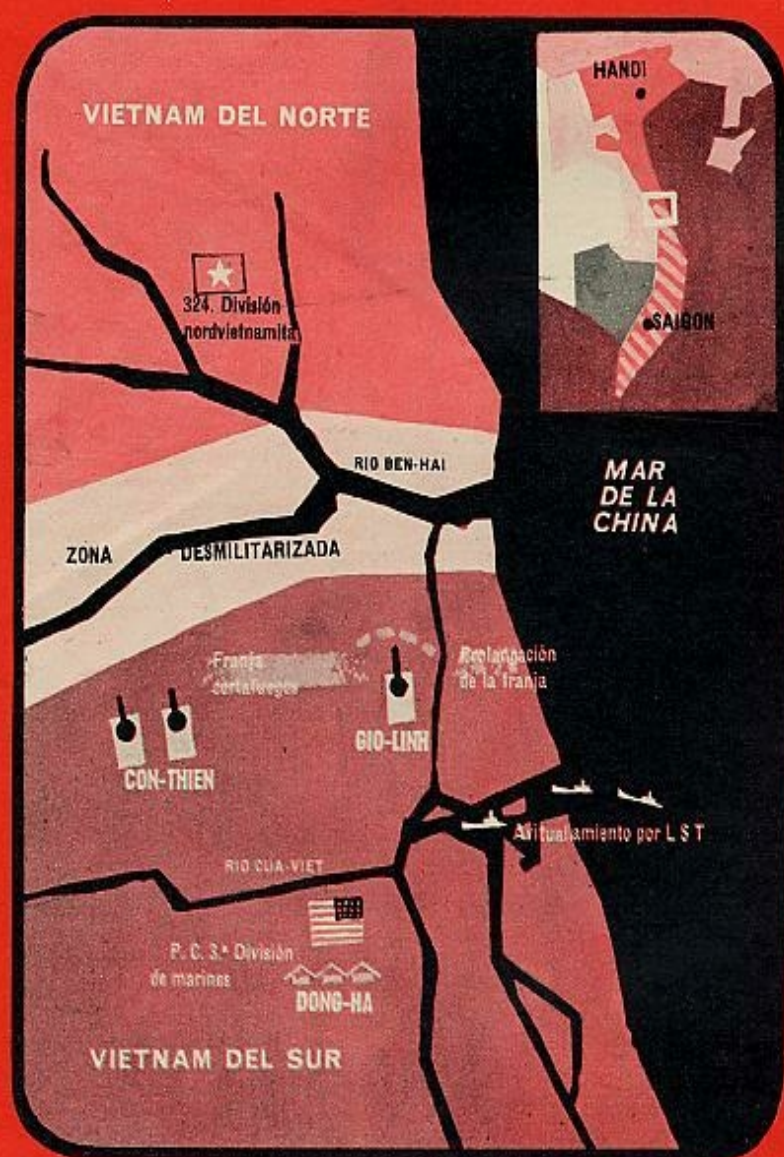 VIETNAM DEL NORTE
HANOI
SAIGON
324. División
nordvietnamita
RIO BEN-HAI
MAR
DE LA
CHINA
ZONA DESMILITARIZADA
Franja
cortafuegos
Prolongación
de la franja
GIO-LINH
CON-THIEN
Avituallamiento por L S T
RIO CUA-VIET
P. C. 3.ª División
de marines
DONG-HA
VIETNAM DEL SUR